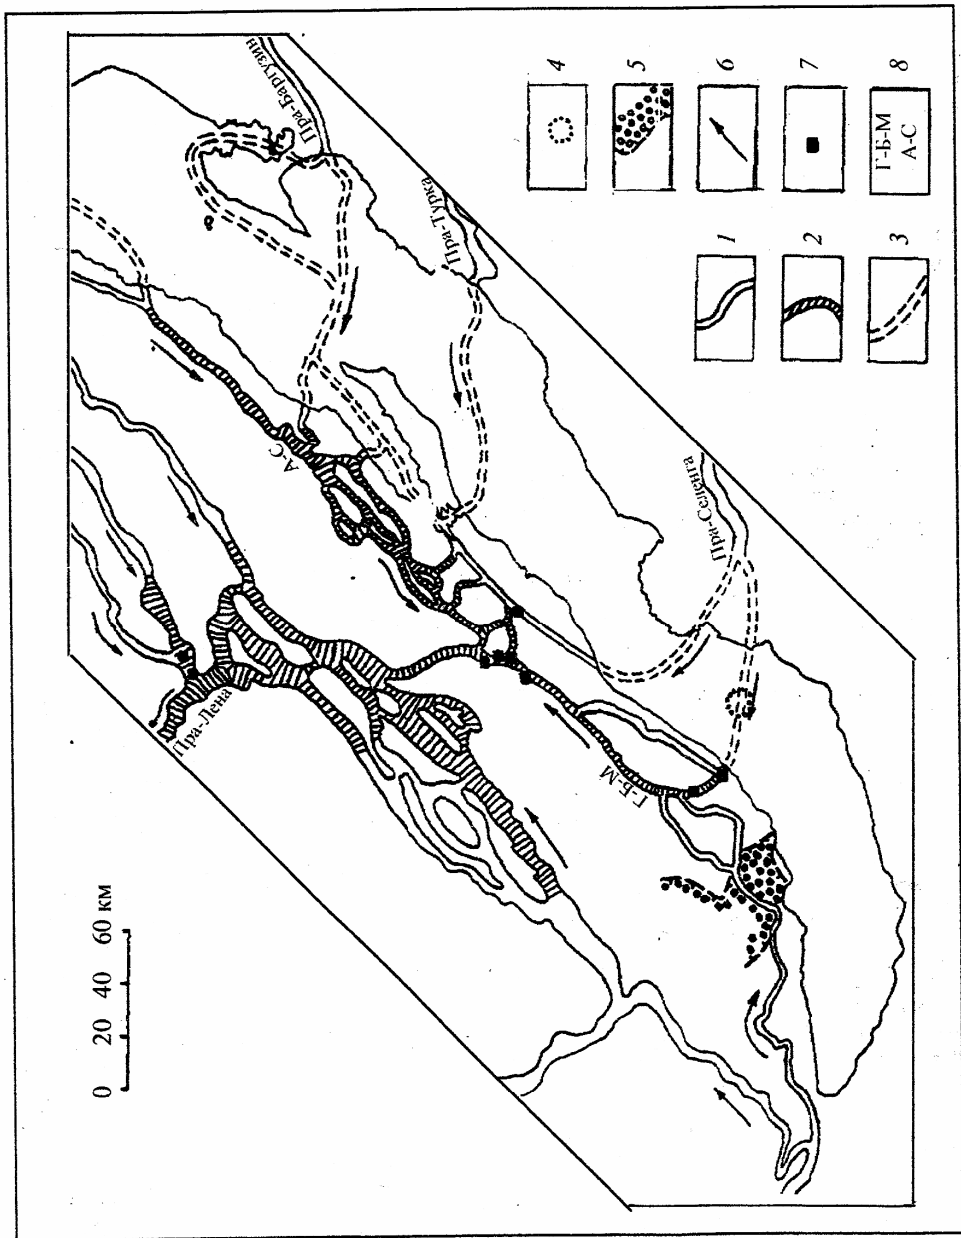 Пра-Баргузин
Пра-Турка
Пра-Селенга
Пра-Лена
А-С
Г-Б-М
0 20 40 60 км
1
2
3
4
5
6
7
Г-Б-М
А-С
8